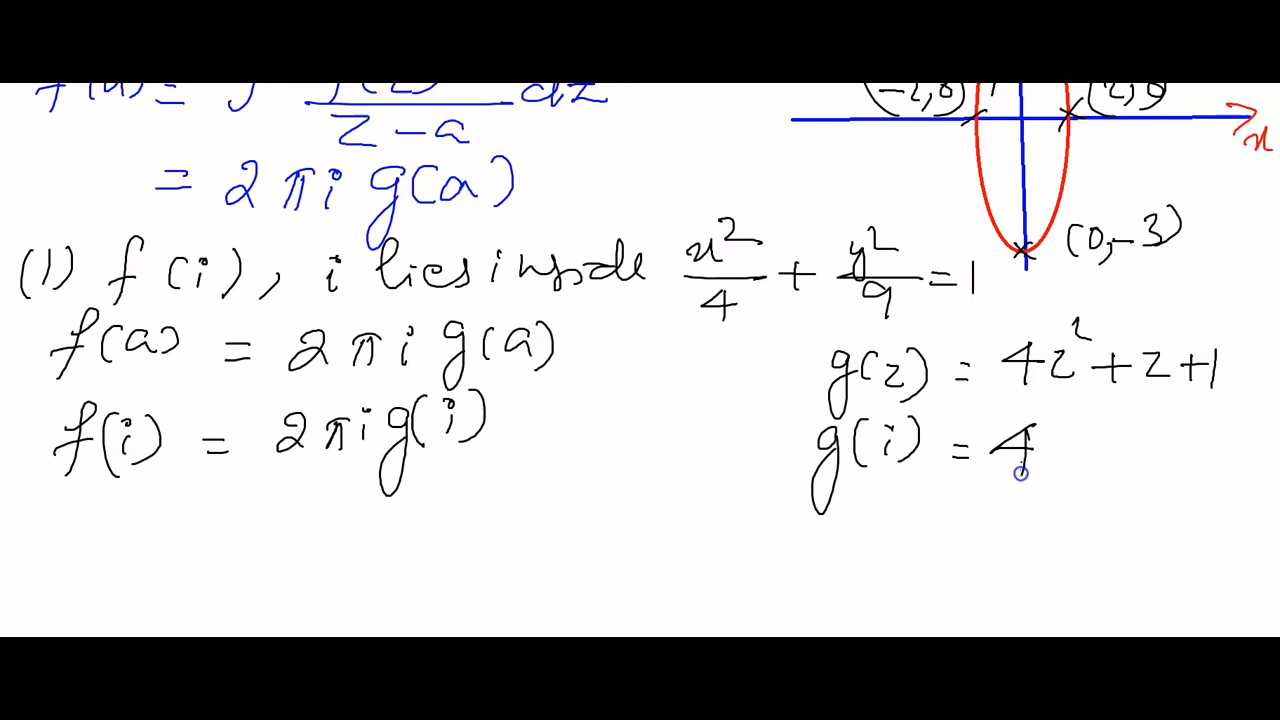 (-2,0) (2,0)
z - a
x
= 2πi g(a)
(0,-3)
(1) f(i), i lies inside x²/4 + y²/9 = 1
f(a) = 2πi g(a)
g(z) = 4z² + z + 1
f(i) = 2πi g(i)
g(i) = 4